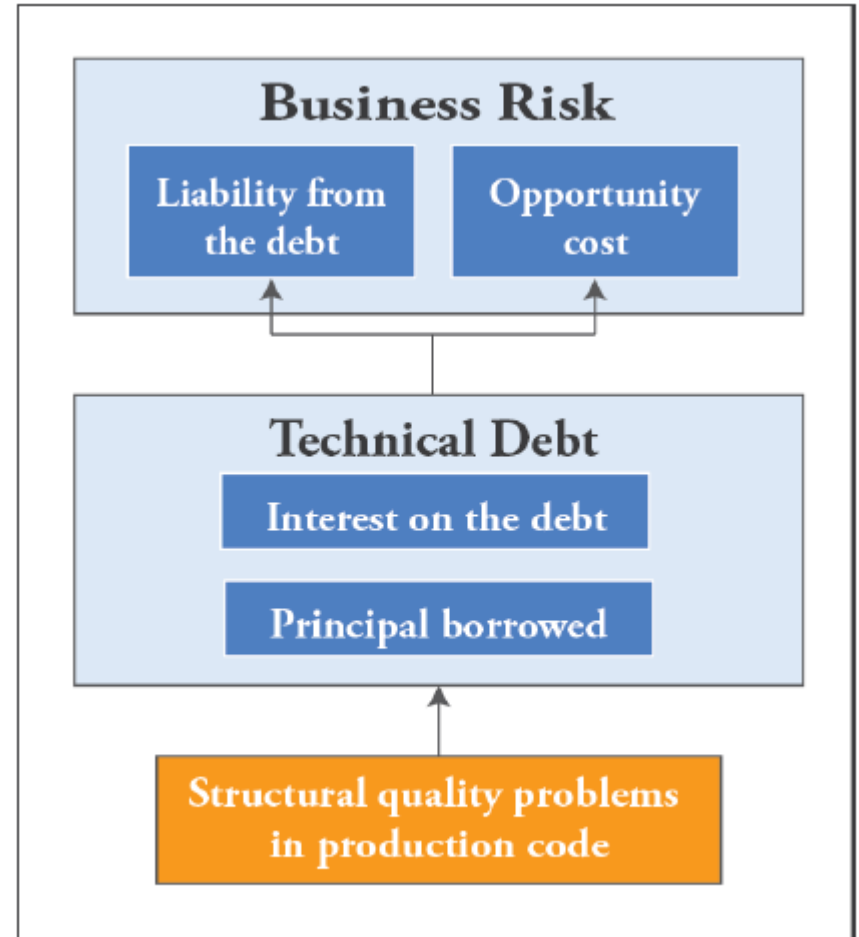 Business Risk
Liability from
the debt
Opportunity
cost
Technical Debt
Interest on the debt
Principal borrowed
Structural quality problems
in production code